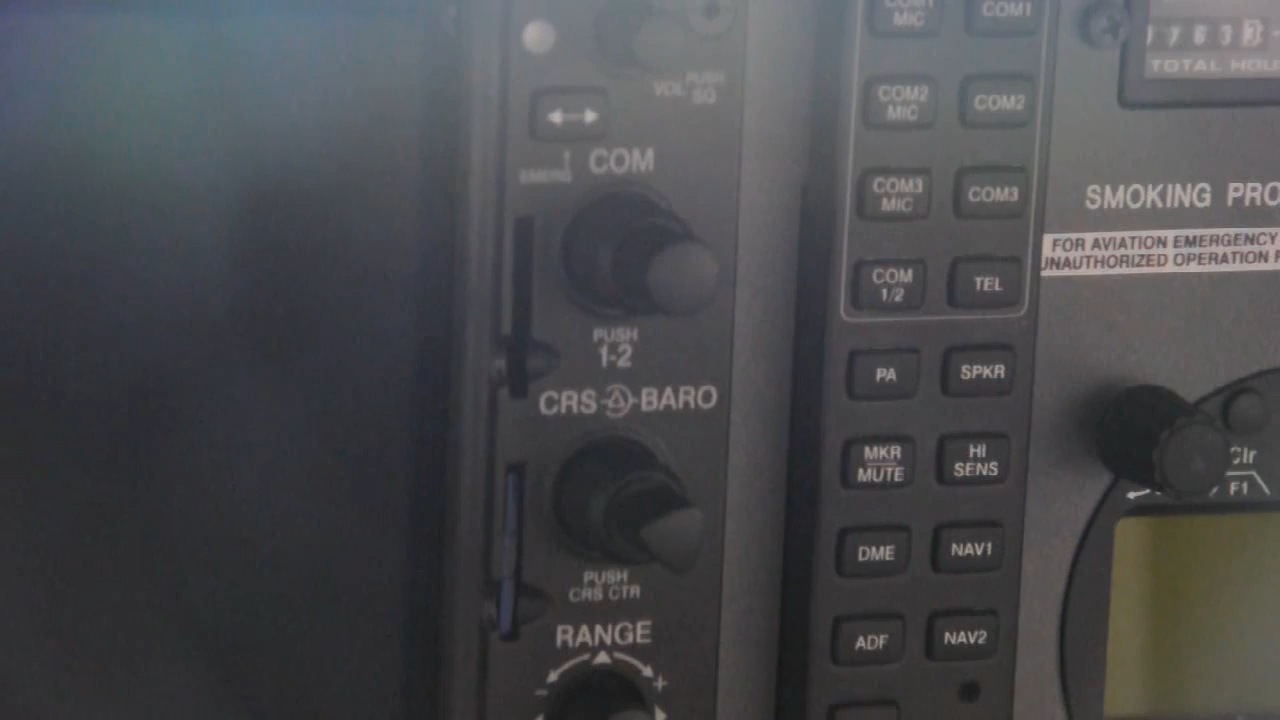 VOL PUSH
SQ
EMERG
COM
PUSH
1-2
CRS BARO
PUSH
CRS CTR
RANGE
- +
COM1
MIC
COM1
COM2
MIC
COM2
COM3
MIC
COM3
COM
1/2
TEL
PA
SPKR
MKR
MUTE
HI
SENS
DME
NAV1
ADF
NAV2
TOTAL HOU
SMOKING PRO
FOR AVIATION EMERGENCY
UNAUTHORIZED OPERATION
Clr
F1